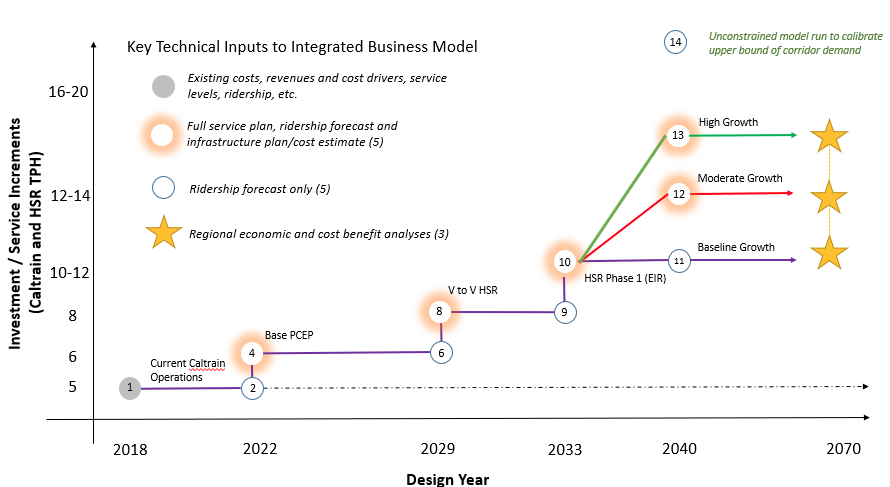 Key Technical Inputs to Integrated Business Model
14
Unconstrained model run to calibrate
upper bound of corridor demand
Existing costs, revenues and cost drivers, service
levels, ridership, etc.
Full service plan, ridership forecast and
infrastructure plan/cost estimate (5)
Ridership forecast only (5)
Regional economic and cost benefit analyses (3)
Investment / Service Increments
(Caltrain and HSR TPH)
16-20
12-14
10-12
8
6
5
13
High Growth
12
Moderate Growth
10
11
Baseline Growth
HSR Phase 1 (EIR)
8
V to V HSR
9
4
Base PCEP
6
1
Current Caltrain
Operations
2
2018
2022
2029
2033
2040
2070
Design Year